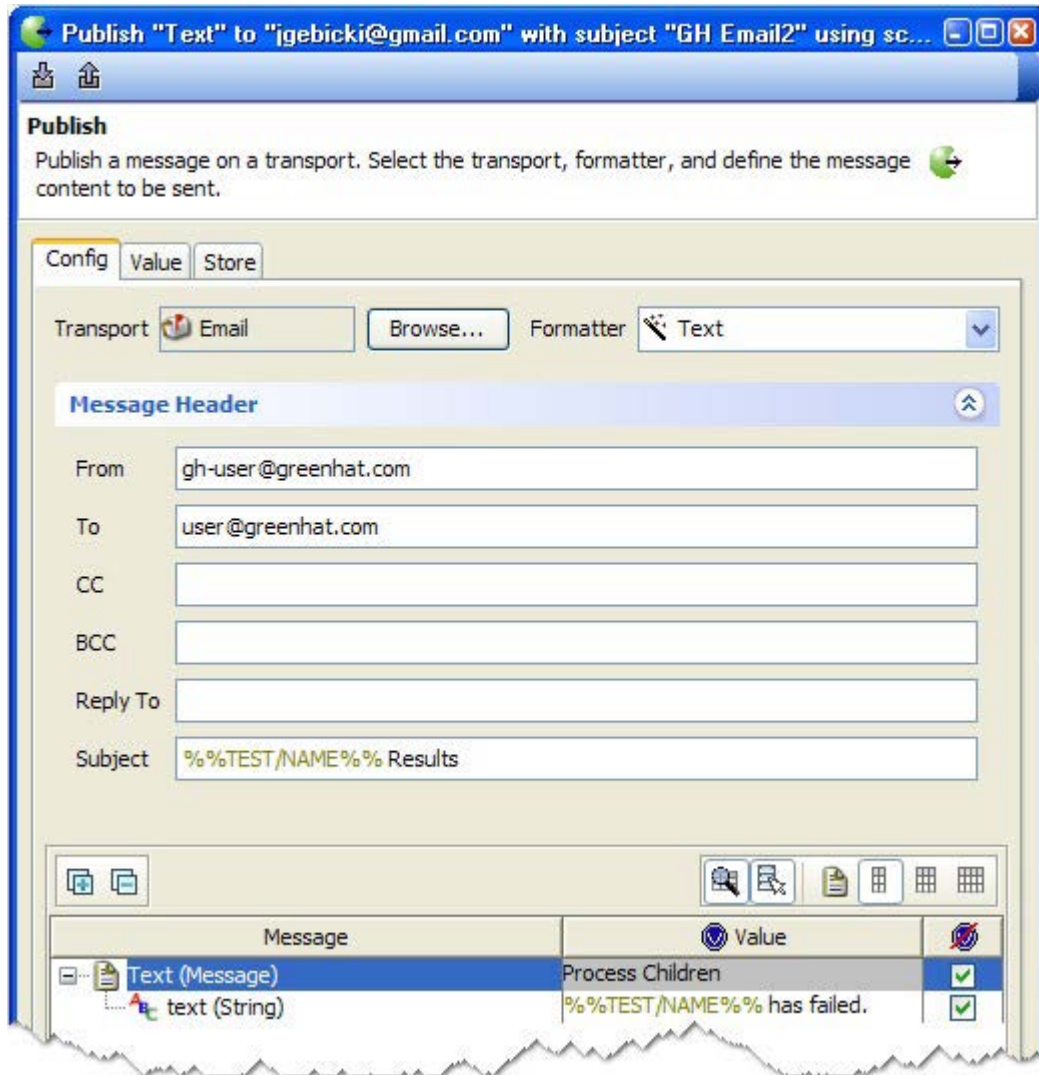 Publish "Text" to "jgebicki@gmail.com" with subject "GH Email2" using sc...
Publish
Publish a message on a transport. Select the transport, formatter, and define the message
content to be sent.
Config Value Store
Transport Email Browse... Formatter Text
Message Header
From gh-user@greenhat.com
To user@greenhat.com
CC
BCC
Reply To
Subject %%TEST/NAME%% Results
Message Value
Text (Message) Process Children
text (String) %%TEST/NAME%% has failed.